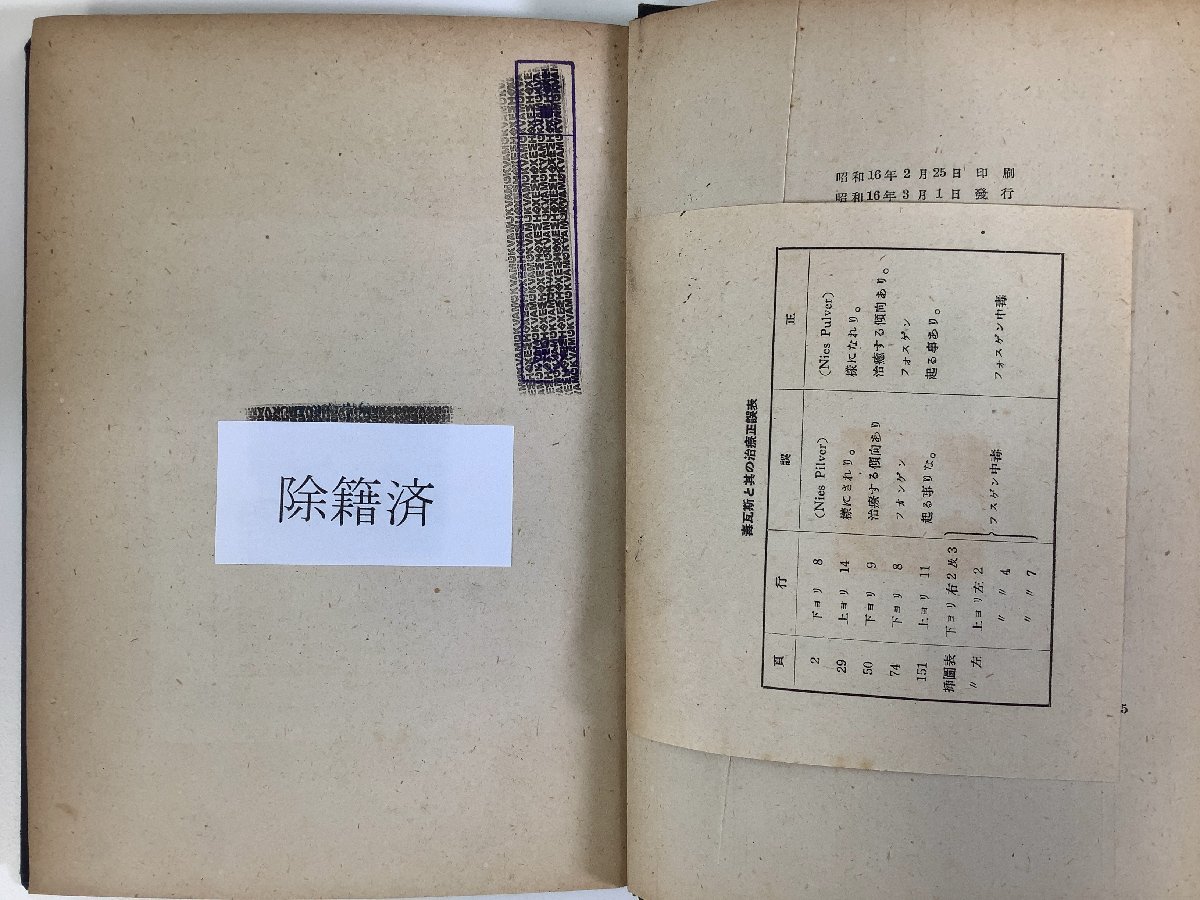 除籍済
昭和16年2月25日 印刷
昭和16年3月1日 發行
毒瓦斯と其の治療正誤表
頁 行 誤 正
2 下ヨリ 8 (Nies Pilver) (Nies Pulver)
29 上ヨリ 14 樣にされり。 樣になれり。
50 下ヨリ 9 治療する傾向あり 治癒する傾向あり。
74 下ヨリ 8 フオンゲン フォスゲン
151 上ヨリ 11 起る事りな。 起る事あり。
挿圖表 下ヨリ右2及3
〃左 上ヨリ左2 フスゲン中毒 フォスゲン中毒
〃 〃 4
〃 〃 7
5